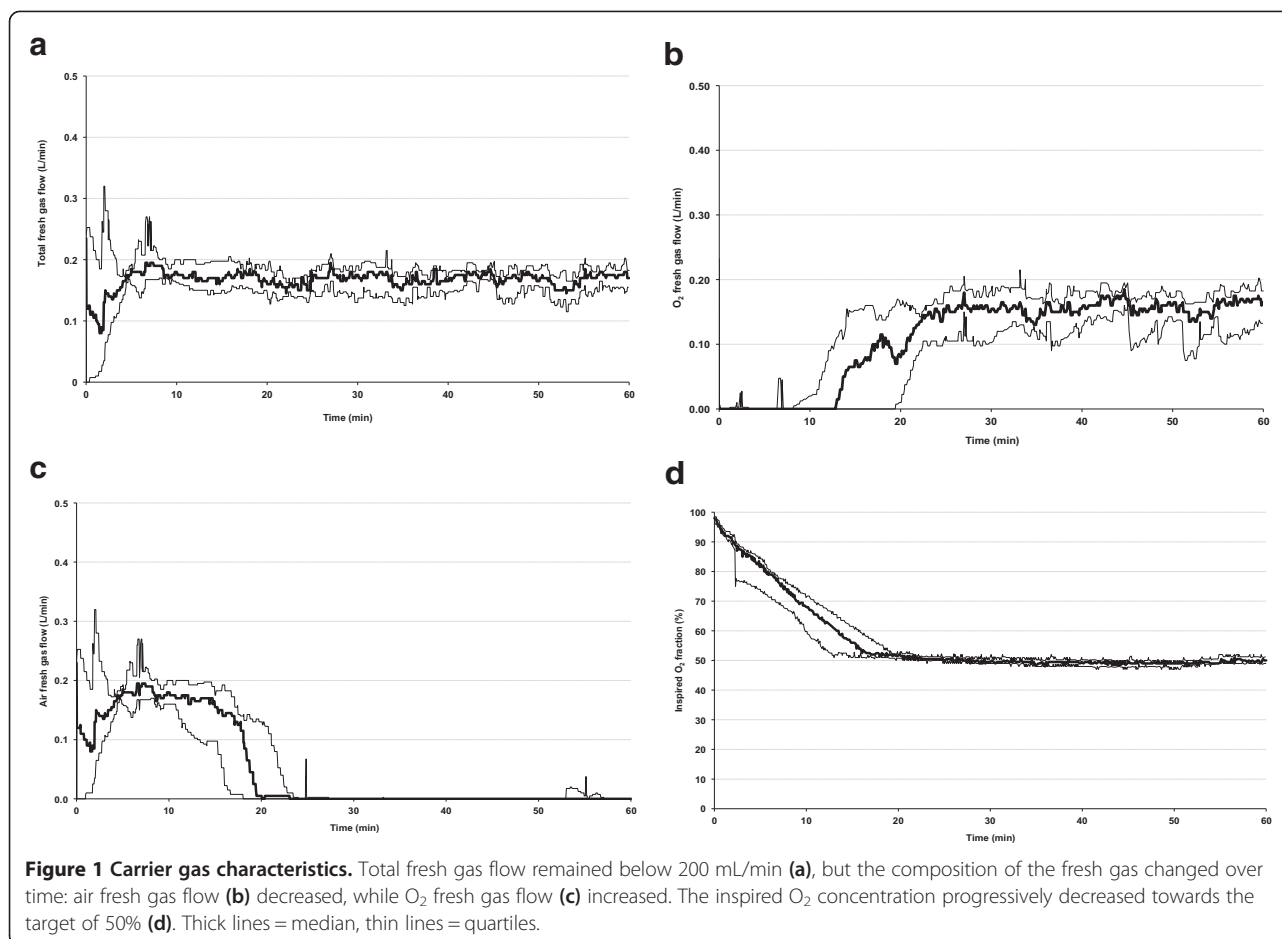 a
0.5
0.4
0.3
0.2
0.1
0
Total fresh gas flow (L/min)
0 10 20 30 40 50 60
Time (min)
b
0.50
0.40
0.30
0.20
0.10
0.00
O₂ fresh gas flow (L/min)
0 10 20 30 40 50 60
Time (min)
c
0.5
0.4
0.3
0.2
0.1
0.0
Air fresh gas flow (L/min)
0 10 20 30 40 50 60
Time (min)
d
100
90
80
70
60
50
40
30
20
10
0
Inspired O₂ fraction (%)
0 10 20 30 40 50 60
Time (min)
Figure 1 Carrier gas characteristics. Total fresh gas flow remained below 200 mL/min (a), but the composition of the fresh gas changed over
time: air fresh gas flow (b) decreased, while O₂ fresh gas flow (c) increased. The inspired O₂ concentration progressively decreased towards the
target of 50% (d). Thick lines = median, thin lines = quartiles.